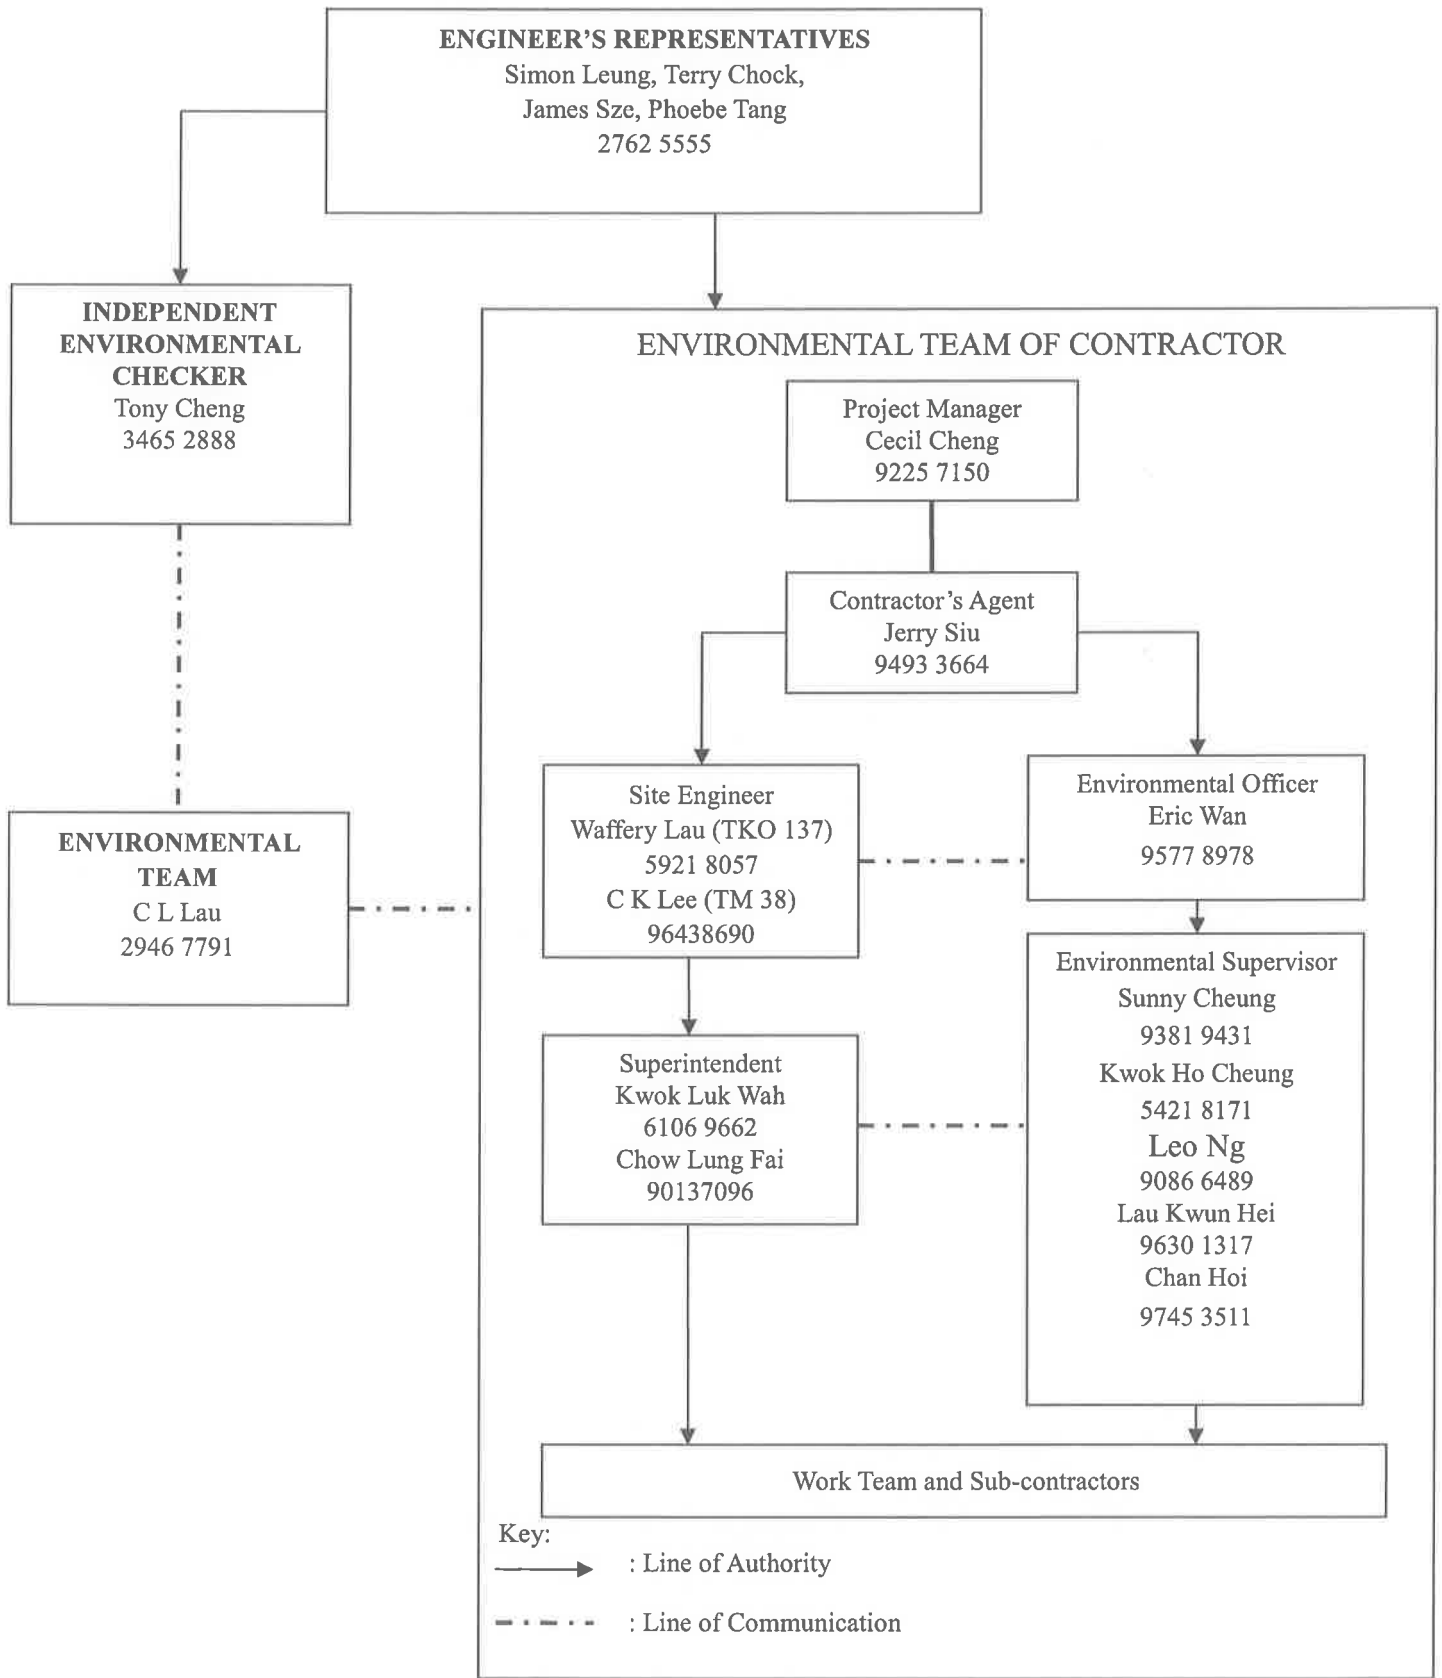 ENGINEER’S REPRESENTATIVES
Simon Leung, Terry Chock,
James Sze, Phoebe Tang
2762 5555
INDEPENDENT
ENVIRONMENTAL
CHECKER
Tony Cheng
3465 2888
ENVIRONMENTAL
TEAM
C L Lau
2946 7791
ENVIRONMENTAL TEAM OF CONTRACTOR
Project Manager
Cecil Cheng
9225 7150
Contractor’s Agent
Jerry Siu
9493 3664
Site Engineer
Waffery Lau (TKO 137)
5921 8057
C K Lee (TM 38)
96438690
Environmental Officer
Eric Wan
9577 8978
Superintendent
Kwok Luk Wah
6106 9662
Chow Lung Fai
90137096
Environmental Supervisor
Sunny Cheung
9381 9431
Kwok Ho Cheung
5421 8171
Leo Ng
9086 6489
Lau Kwun Hei
9630 1317
Chan Hoi
9745 3511
Work Team and Sub-contractors
Key:
: Line of Authority
: Line of Communication